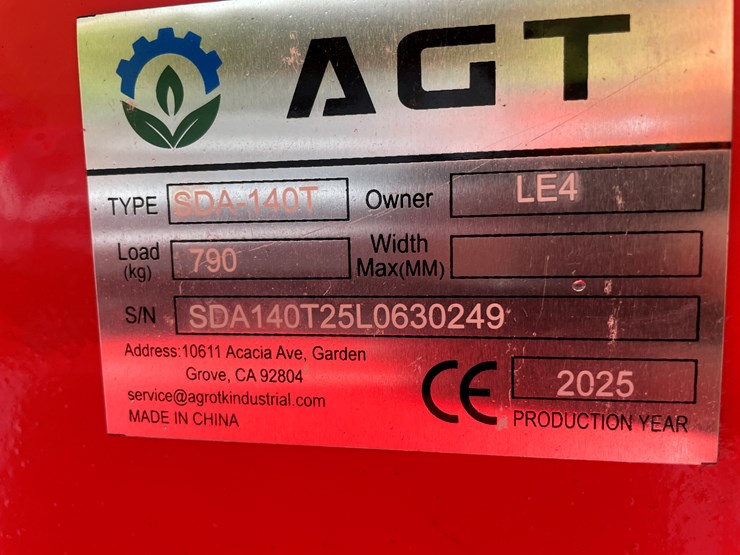 AGT
TYPE SDA-140T Owner LE4
Load (kg) 790 Width Max(MM)
S/N SDA140T25L0630249
Address:10611 Acacia Ave, Garden
Grove, CA 92804
service@agrotkindustrial.com
MADE IN CHINA
CE 2025
PRODUCTION YEAR